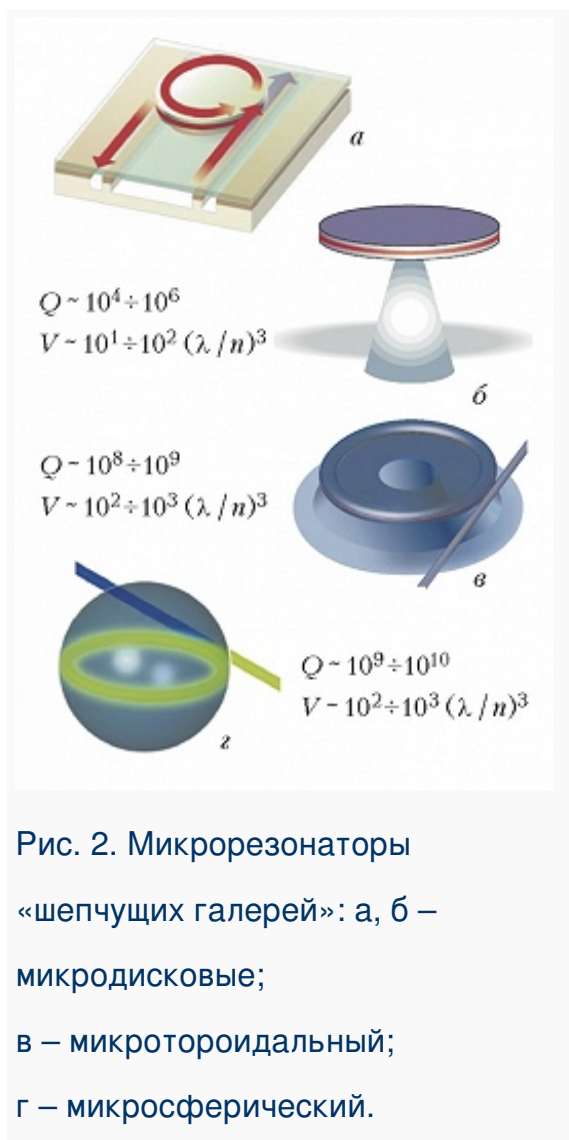 а
Q ~ 10⁴÷10⁶
V ~ 10¹÷10² (λ/n)³
б
Q ~ 10⁸÷10⁹
V ~ 10²÷10³ (λ/n)³
в
Q ~ 10⁹÷10¹⁰
V ~ 10²÷10³ (λ/n)³
г
Рис. 2. Микрорезонаторы
«шепчущих галерей»: а, б –
микродисковые;
в – микротороидальный;
г – микросферический.